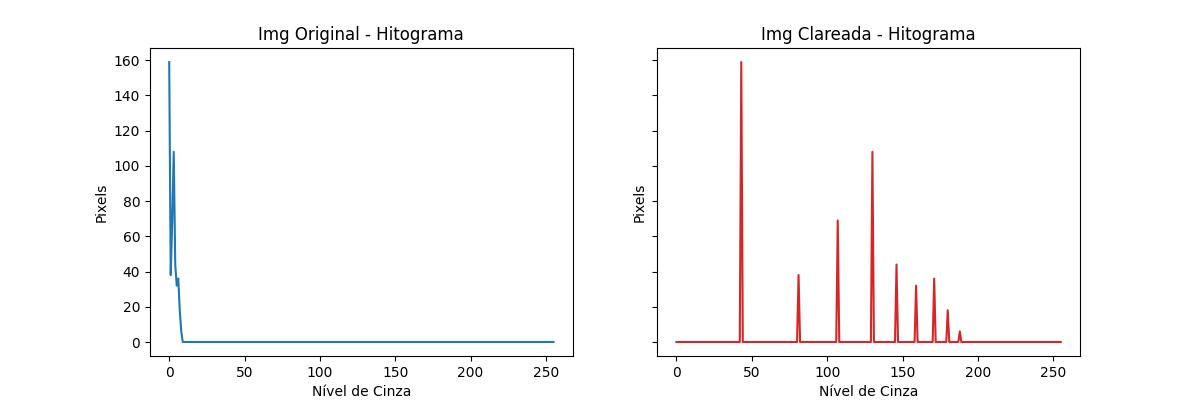 Img Original - Hitograma
Img Clareada - Hitograma
160
140
120
100
80
60
40
20
0
Pixels
Pixels
0 50 100 150 200 250
0 50 100 150 200 250
Nível de Cinza
Nível de Cinza